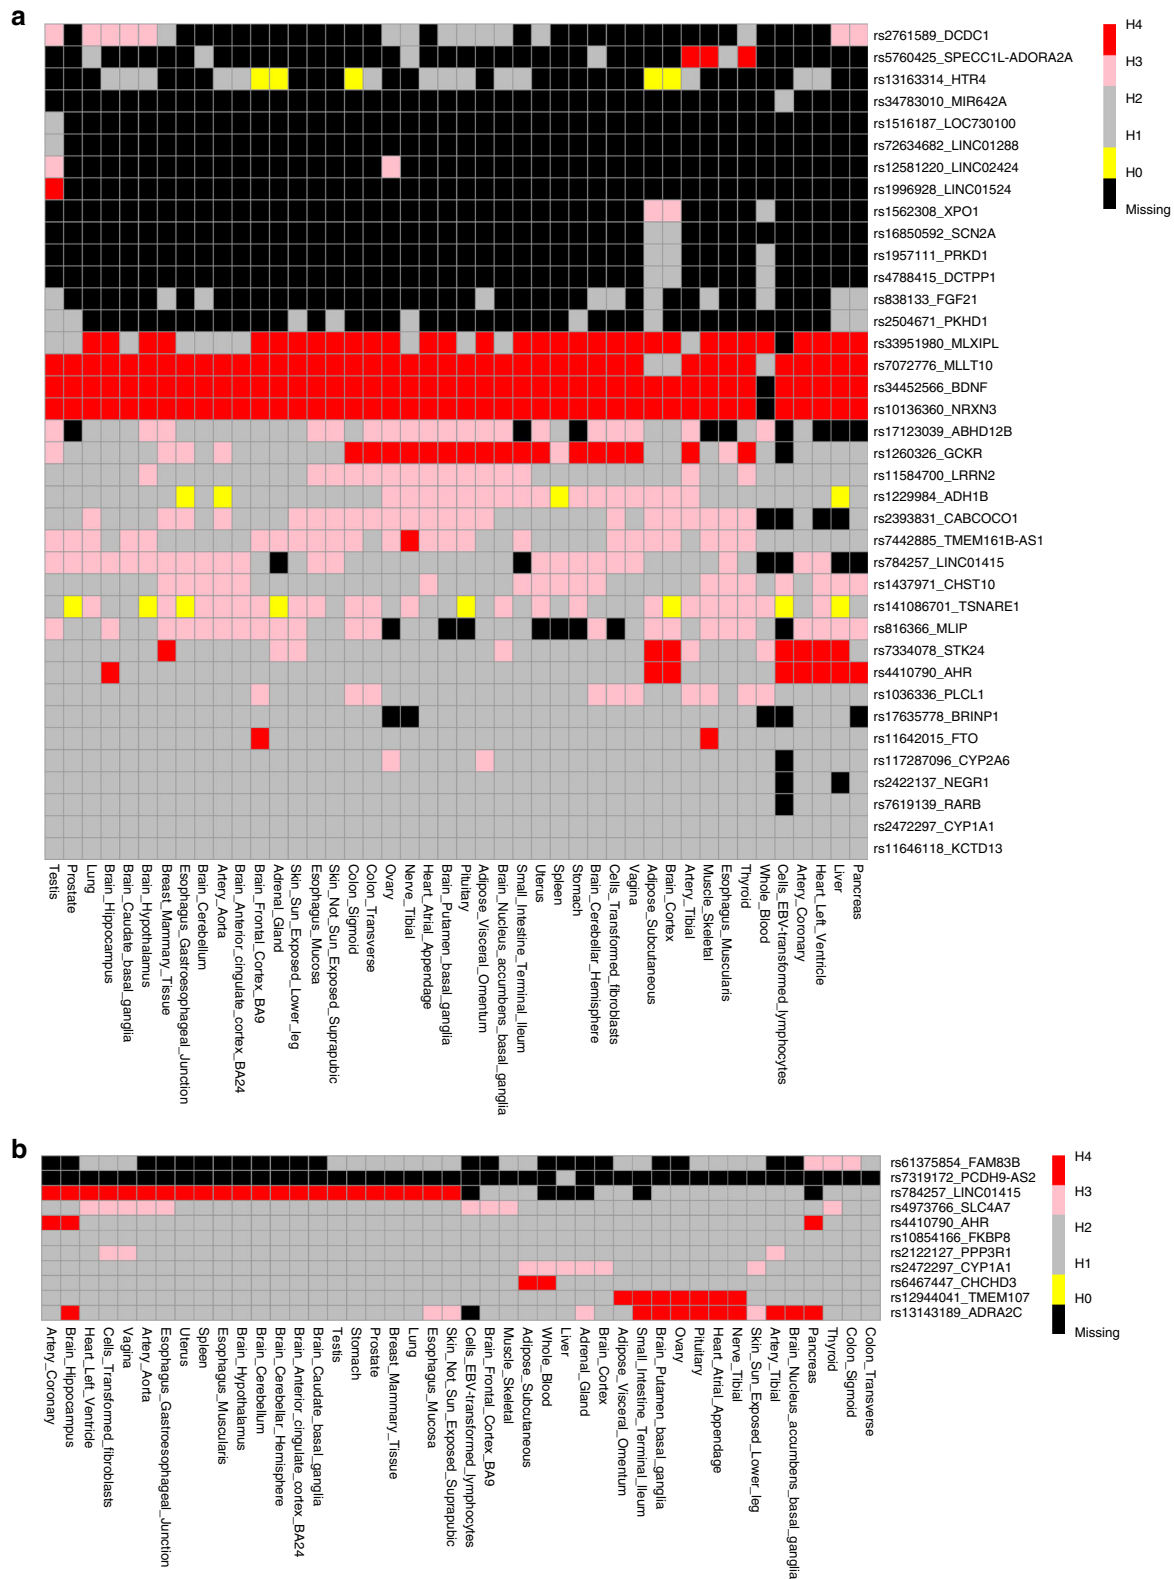 a
rs2761589_DCDC1
rs5760425_SPECC1L-ADORA2A
rs13163314_HTR4
rs34783010_MIR642A
rs1516187_LOC730100
rs72634682_LINC01288
rs12581220_LINC02424
rs1996928_LINC01524
rs1562308_XPO1
rs16850592_SCN2A
rs1957111_PRKD1
rs4788415_DCTPP1
rs838133_FGF21
rs2504671_PKHD1
rs33951980_MLXIPL
rs7072776_MLLT10
rs34452566_BDNF
rs10136360_NRXN3
rs17123039_ABHD12B
rs1260326_GCKR
rs11584700_LRRN2
rs1229984_ADH1B
rs2393831_CABCOCO1
rs7442885_TMEM161B-AS1
rs784257_LINC01415
rs1437971_CHST10
rs141086701_TSNARE1
rs816366_MLIP
rs7334078_STK24
rs4410790_AHR
rs1036336_PLCL1
rs17635778_BRINP1
rs11642015_FTO
rs117287096_CYP2A6
rs2422137_NEGR1
rs7619139_RARB
rs2472297_CYP1A1
rs11646118_KCTD13
H4
H3
H2
H1
H0
Missing
Testis
Prostate
Lung
Brain_Hippocampus
Brain_Caudate_basal_ganglia
Brain_Hypothalamus
Breast_Mammary_Tissue
Esophagus_Gastroesophageal_Junction
Brain_Cerebellum
Artery_Aorta
Brain_Anterior_cingulate_cortex_BA24
Brain_Frontal_Cortex_BA9
Adrenal_Gland
Skin_Sun_Exposed_Lower_leg
Esophagus_Mucosa
Skin_Not_Sun_Exposed_Suprapubic
Colon_Sigmoid
Colon_Transverse
Ovary
Nerve_Tibial
Heart_Atrial_Appendage
Brain_Putamen_basal_ganglia
Pituitary
Adipose_Visceral_Omentum
Brain_Nucleus_accumbens_basal_ganglia
Small_Intestine_Terminal_Ileum
Uterus
Spleen
Stomach
Brain_Cerebellar_Hemisphere
Cells_Transformed_fibroblasts
Vagina
Adipose_Subcutaneous
Brain_Cortex
Artery_Tibial
Muscle_Skeletal
Esophagus_Muscularis
Thyroid
Whole_Blood
Cells_EBV-transformed_lymphocytes
Artery_Coronary
Heart_Left_Ventricle
Liver
Pancreas
b
rs61375854_FAM83B
rs7319172_PCDH9-AS2
rs784257_LINC01415
rs4973766_SLC4A7
rs4410790_AHR
rs10854166_FKBP8
rs2122127_PPP3R1
rs2472297_CYP1A1
rs6467447_CHCHD3
rs12944041_TMEM107
rs13143189_ADRA2C
H4
H3
H2
H1
H0
Missing
Artery_Coronary
Brain_Hippocampus
Heart_Left_Ventricle
Cells_Transformed_fibroblasts
Vagina
Artery_Aorta
Esophagus_Gastroesophageal_Junction
Uterus
Spleen
Esophagus_Muscularis
Brain_Hypothalamus
Brain_Cerebellum
Brain_Cerebellar_Hemisphere
Brain_Anterior_cingulate_cortex_BA24
Brain_Caudate_basal_ganglia
Testis
Stomach
Prostate
Breast_Mammary_Tissue
Lung
Esophagus_Mucosa
Skin_Not_Sun_Exposed_Suprapubic
Cells_EBV-transformed_lymphocytes
Brain_Frontal_Cortex_BA9
Muscle_Skeletal
Adipose_Subcutaneous
Whole_Blood
Liver
Adrenal_Gland
Brain_Cortex
Adipose_Visceral_Omentum
Small_Intestine_Terminal_Ileum
Brain_Putamen_basal_ganglia
Ovary
Pituitary
Heart_Atrial_Appendage
Nerve_Tibial
Skin_Sun_Exposed_Lower_leg
Artery_Tibial
Brain_Nucleus_accumbens_basal_ganglia
Pancreas
Thyroid
Colon_Sigmoid
Colon_Transverse